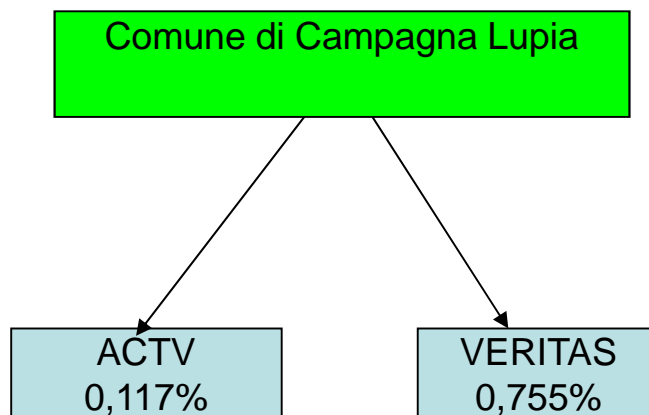 Comune di Campagna Lupia
ACTV
0,117%
VERITAS
0,755%